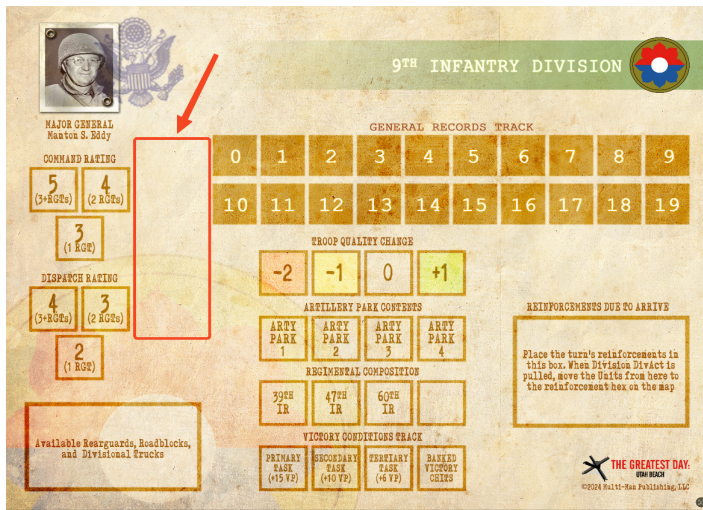 9TH INFANTRY DIVISION
MAJOR GENERAL
Manton S. Eddy
COMMAND RATING
5
(3+RGTs)
4
(2 RGTs)
3
(1 RGT)
DISPATCH RATING
4
(3+RGTs)
3
(2 RGTs)
2
(1 RGT)
Available Rearguards, Roadblocks,
and Divisional Trucks
GENERAL RECORDS TRACK
0 1 2 3 4 5 6 7 8 9
10 11 12 13 14 15 16 17 18 19
TROOP QUALITY CHANGE
-2 -1 0 +1
ARTILLERY PARK CONTENTS
ARTY
PARK
1
ARTY
PARK
2
ARTY
PARK
3
ARTY
PARK
4
REGIMENTAL COMPOSITION
39TH
IR
47TH
IR
60TH
IR
VICTORY CONDITIONS TRACK
PRIMARY
TASK
(+15 VP)
SECONDARY
TASK
(+10 VP)
TERTIARY
TASK
(+6 VP)
BANKED
VICTORY
CHITS
REINFORCEMENTS DUE TO ARRIVE
Place the turn's reinforcements in
this box. When Division DivAct is
pulled, move the Units from here to
the reinforcement hex on the map
THE GREATEST DAY:
UTAH BEACH
©2024 Multi-Man Publishing, LLC